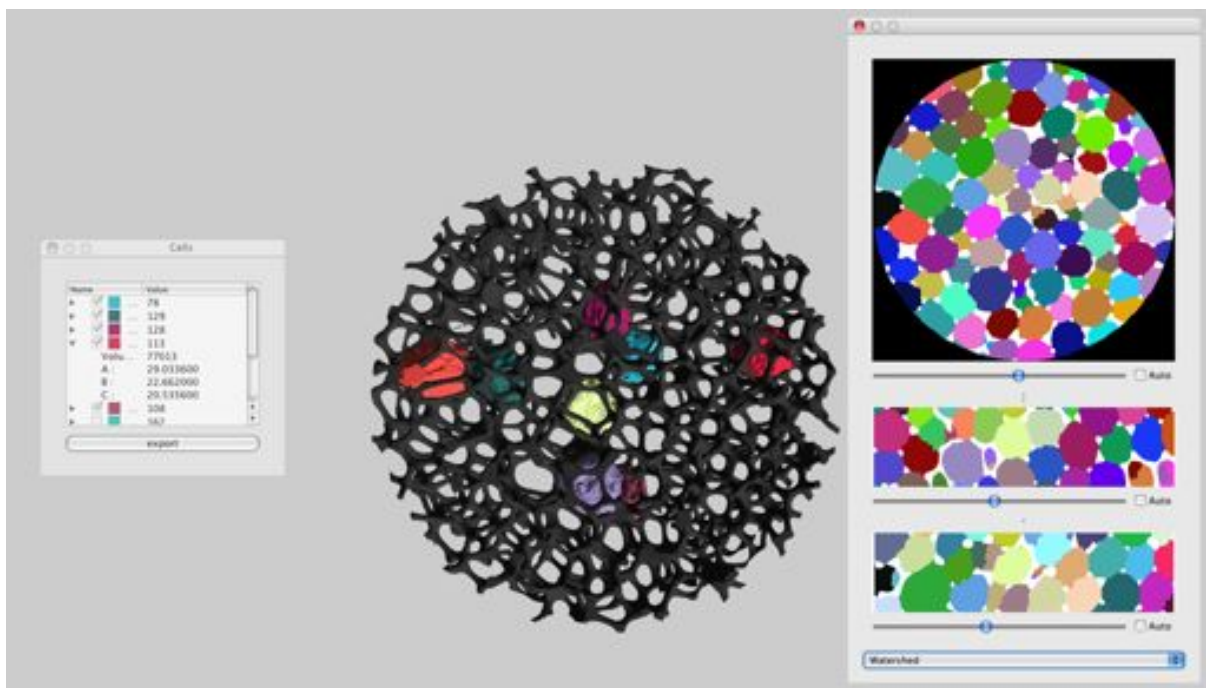 Cells
Name Value
... 78
... 129
... 128
... 113
Volu... 77013
A : 29.033600
B : 22.662000
C : 20.535600
... 108
... 167
export
Auto
Auto
Auto
Watershed